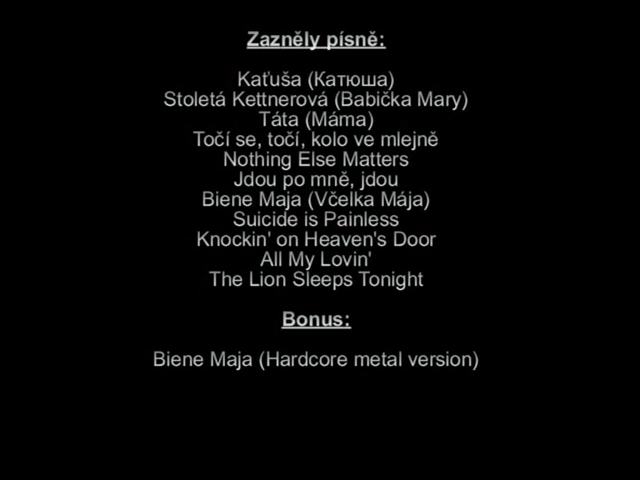 Zazněly písně:
Kaťuša (Катюша)
Stoletá Kettnerová (Babička Mary)
Táta (Máma)
Točí se, točí, kolo ve mlejně
Nothing Else Matters
Jdou po mně, jdou
Biene Maja (Včelka Mája)
Suicide is Painless
Knockin' on Heaven's Door
All My Lovin'
The Lion Sleeps Tonight
Bonus:
Biene Maja (Hardcore metal version)